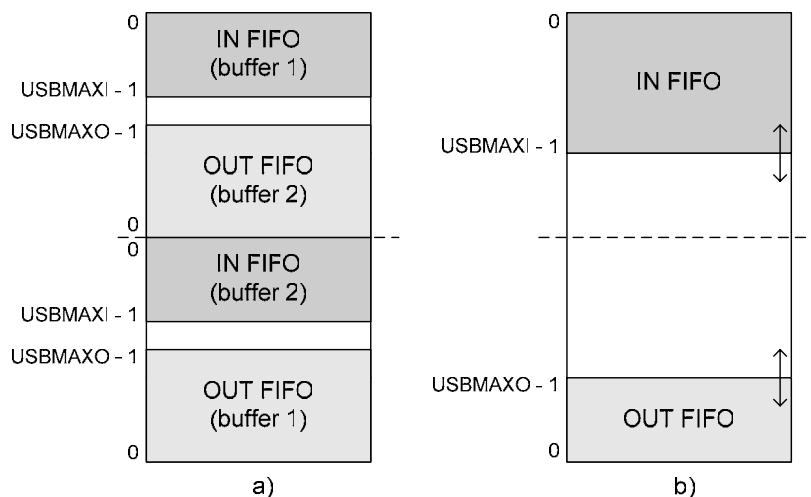 0
IN FIFO
(buffer 1)
USBMAXI - 1
USBMAXO - 1
OUT FIFO
(buffer 2)
0
0
IN FIFO
(buffer 2)
USBMAXI - 1
USBMAXO - 1
OUT FIFO
(buffer 1)
0
a)
0
IN FIFO
USBMAXI - 1
USBMAXO - 1
OUT FIFO
0
b)